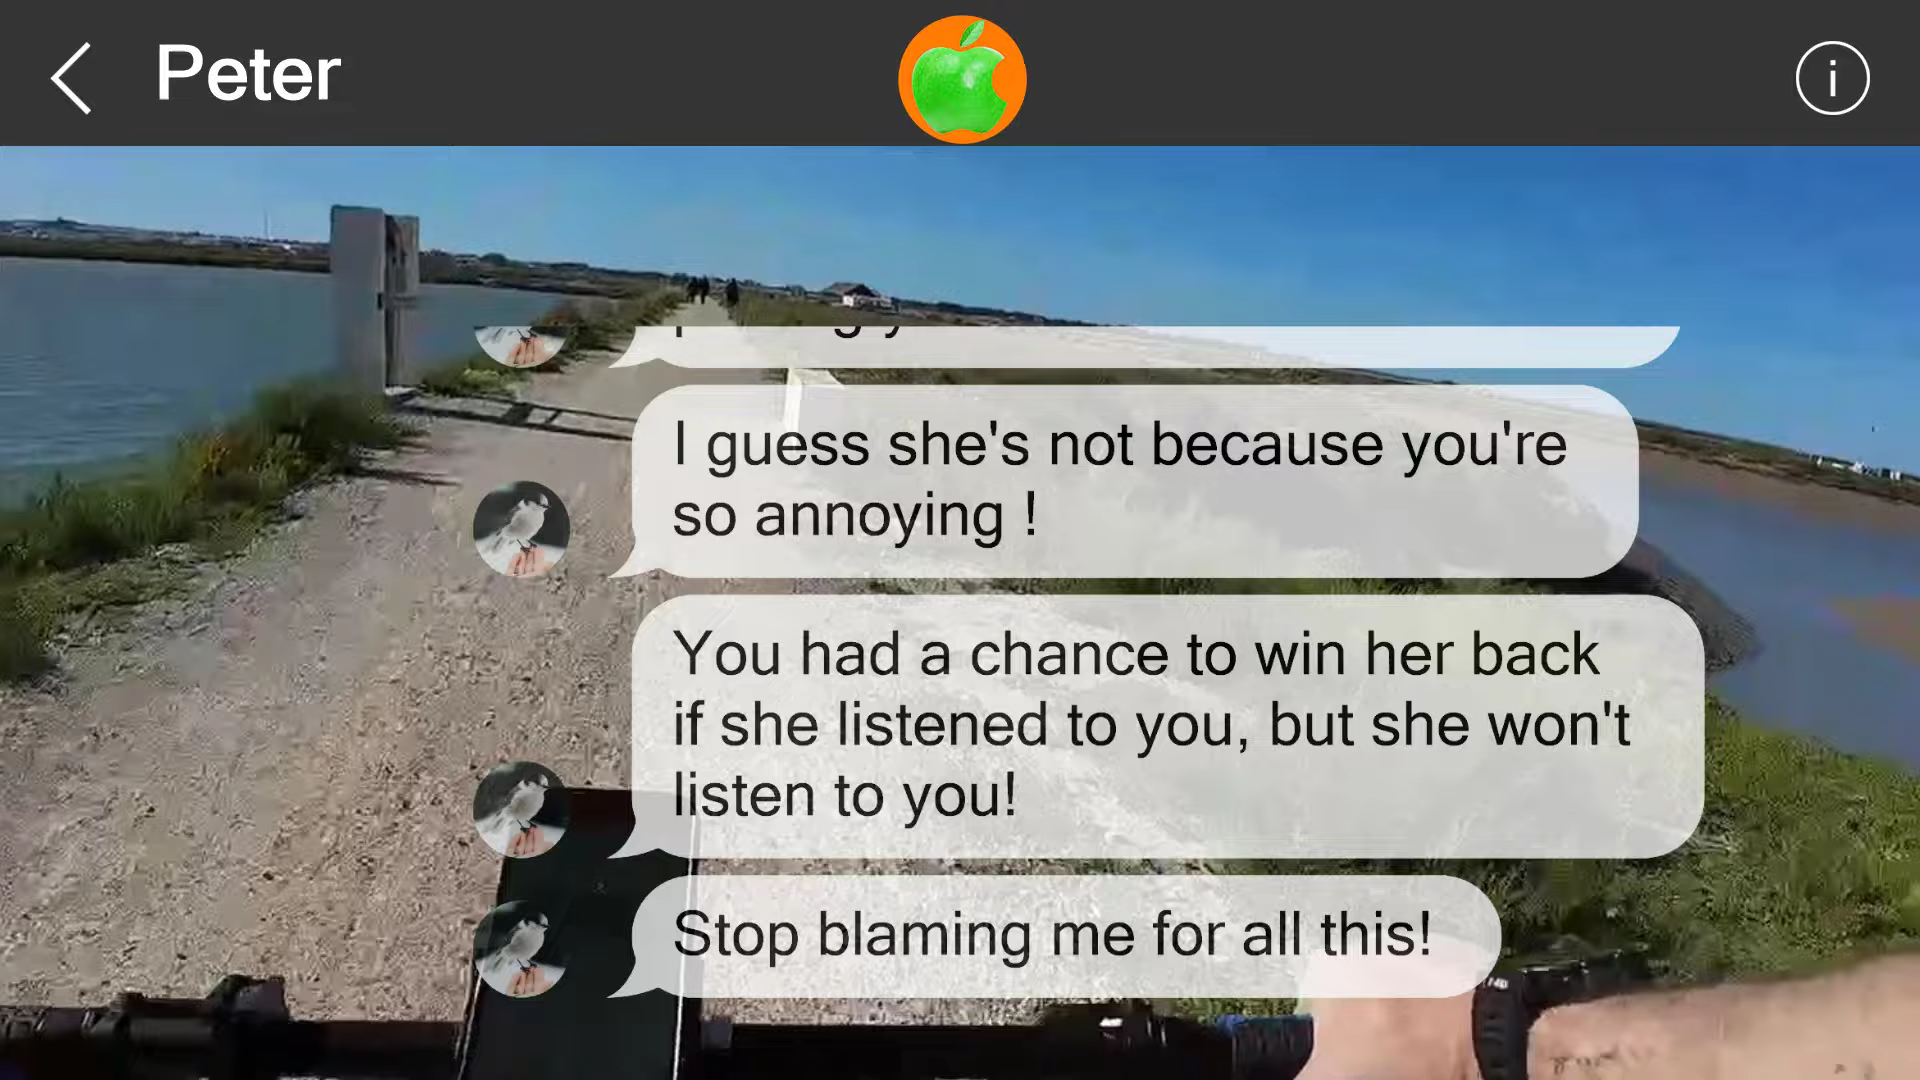 Peter
i
I guess she's not because you're
so annoying !
You had a chance to win her back
if she listened to you, but she won't
listen to you!
Stop blaming me for all this!